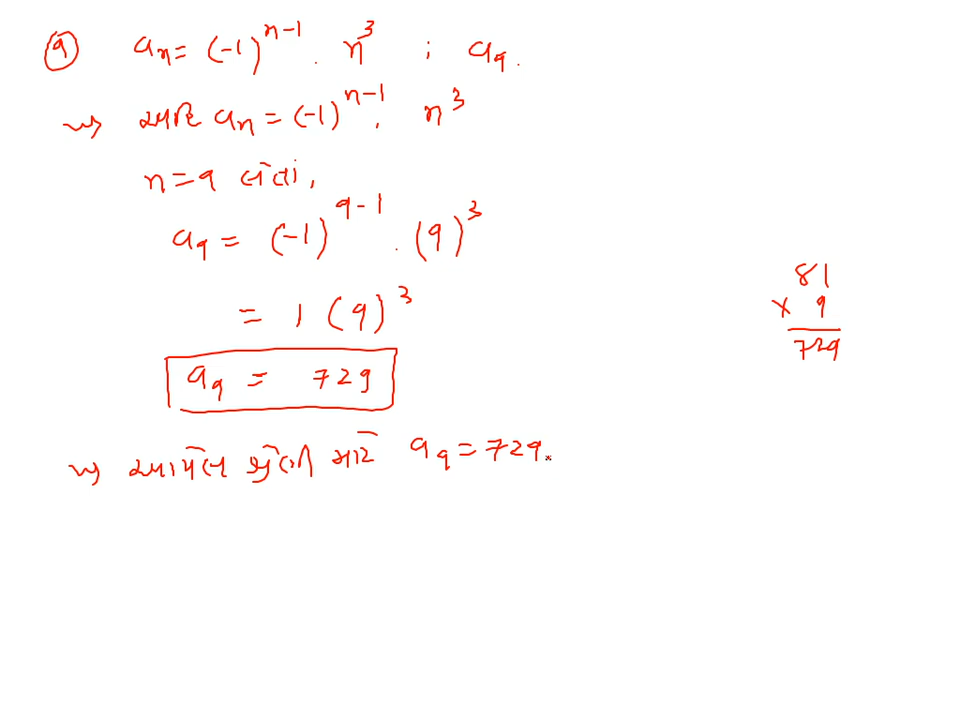 (9) aₙ = (-1)ⁿ⁻¹ . n³ ; a₉.
⇝ અહીં aₙ = (-1)ⁿ⁻¹ . n³
n = 9 લેતાં,
a₉ = (-1)⁹⁻¹ . (9)³
= 1 (9)³
a₉ = 729
⇝ આપેલ શ્રેણી માટે a₉ = 729.
81
× 9
729